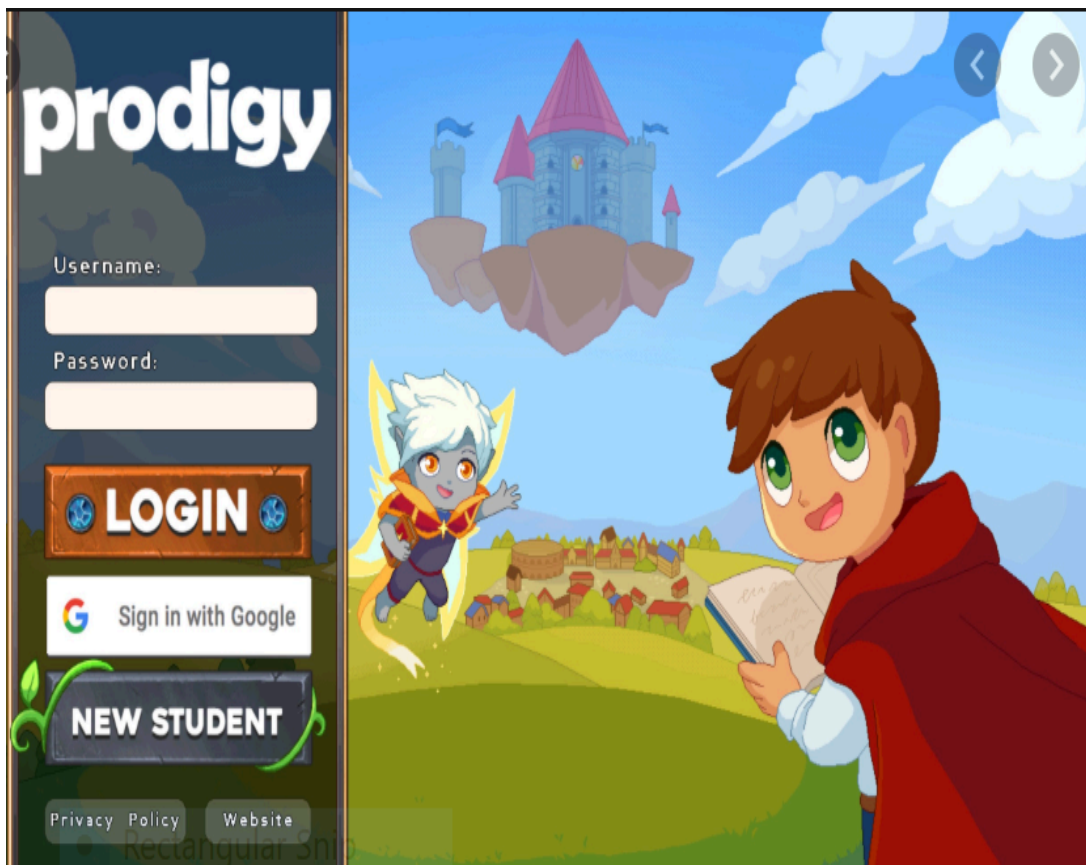 prodigy
Username:
Password:
LOGIN
Sign in with Google
NEW STUDENT
Privacy Policy
Website
Rectangular Snip